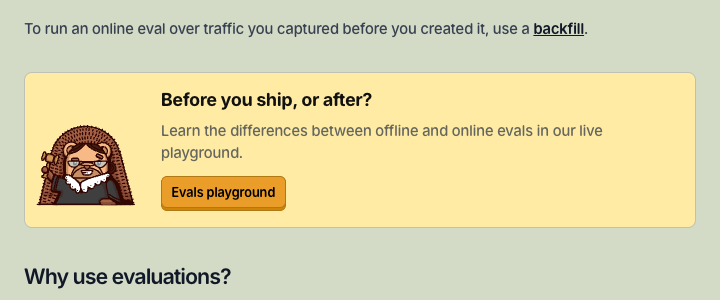 To run an online eval over traffic you captured before you created it, use a backfill.
Before you ship, or after?
Learn the differences between offline and online evals in our live
playground.
Evals playground
Why use evaluations?